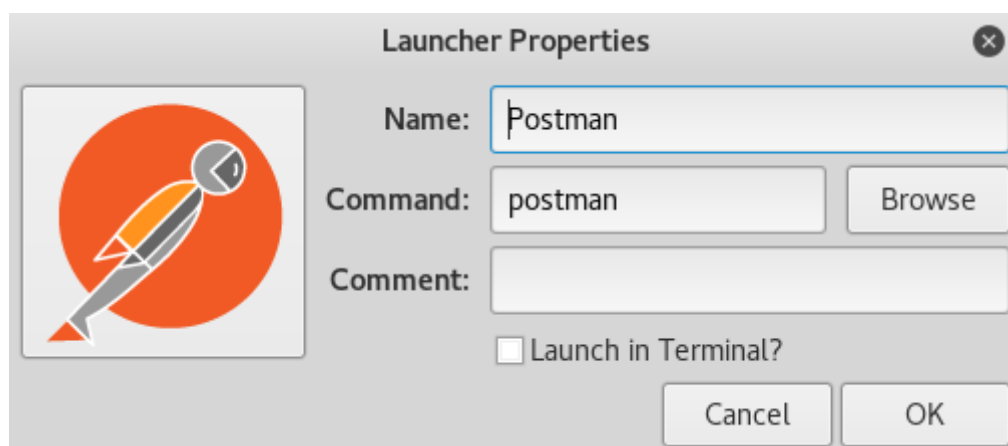 Launcher Properties
Name: Postman
Command: postman Browse
Comment:
Launch in Terminal?
Cancel OK